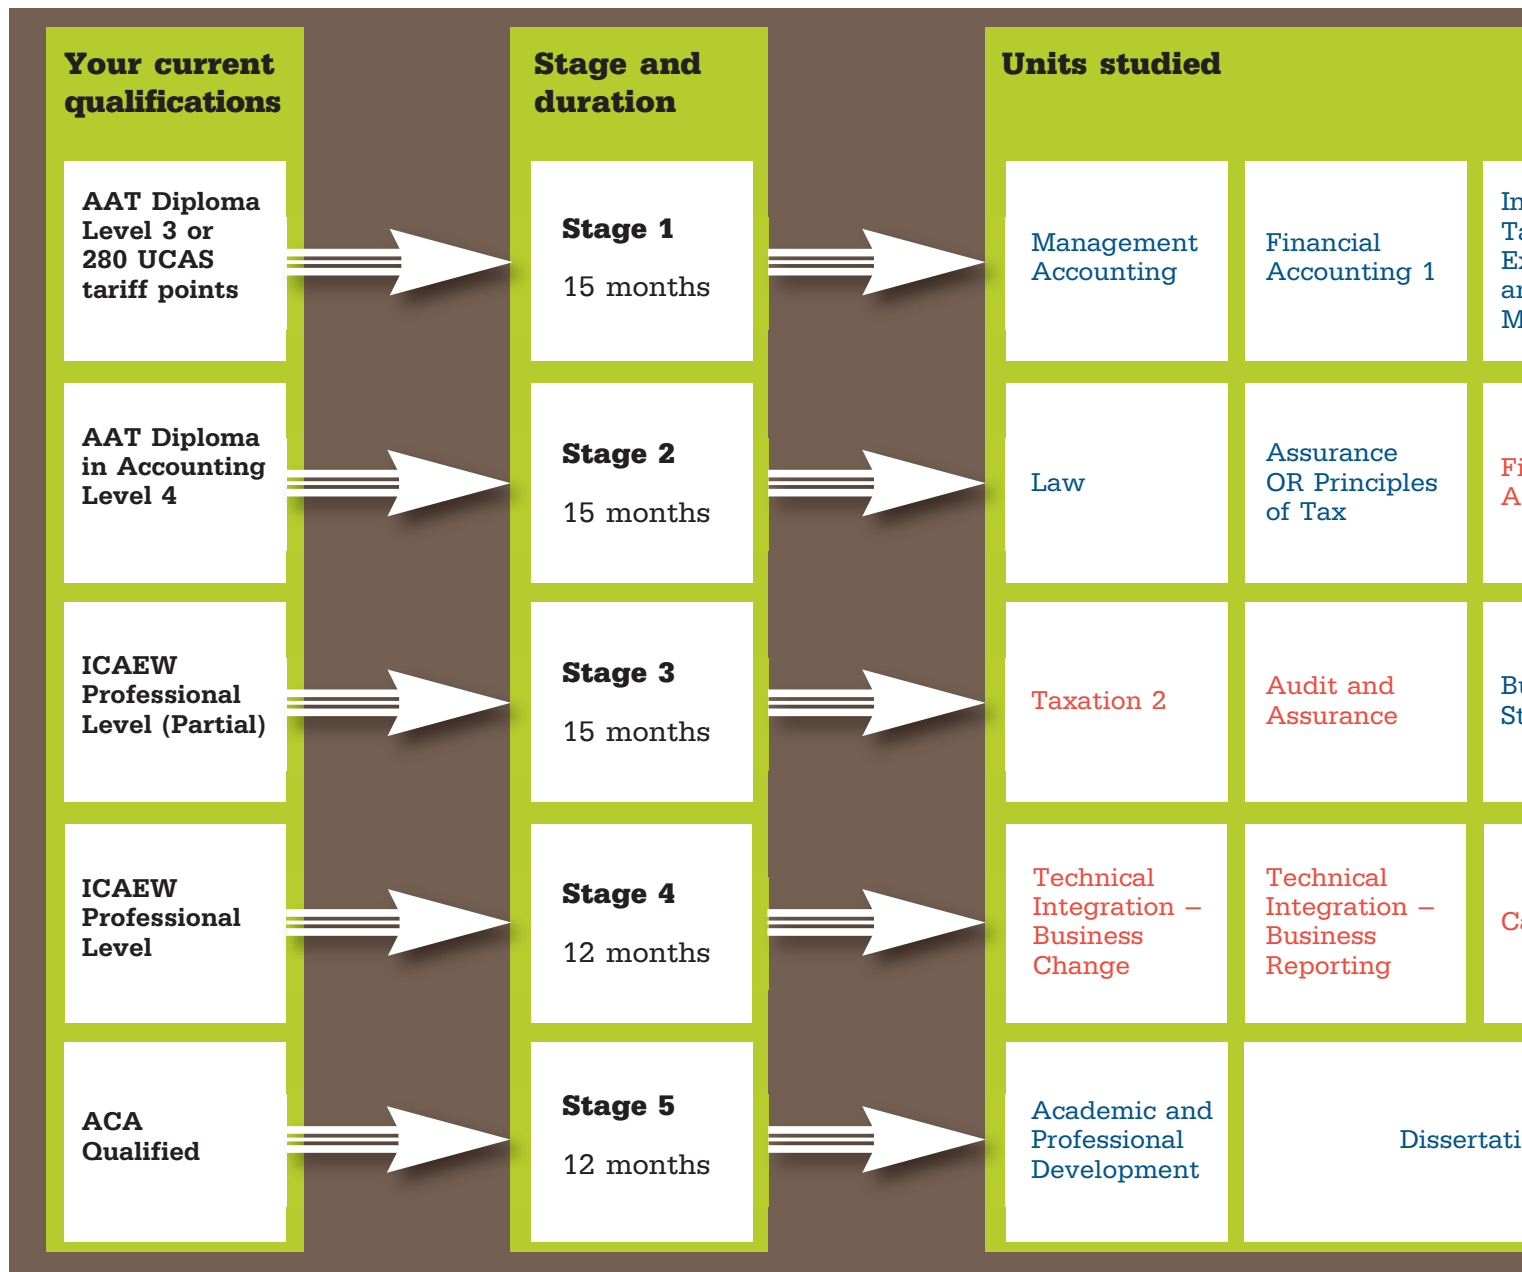 Your current
qualifications
Stage and
duration
Units studied
AAT Diploma
Level 3 or
280 UCAS
tariff points
Stage 1
15 months
Management
Accounting
Financial
Accounting 1
AAT Diploma
in Accounting
Level 4
Stage 2
15 months
Law
Assurance
OR Principles
of Tax
ICAEW
Professional
Level (Partial)
Stage 3
15 months
Taxation 2
Audit and
Assurance
ICAEW
Professional
Level
Stage 4
12 months
Technical
Integration –
Business
Change
Technical
Integration –
Business
Reporting
ACA
Qualified
Stage 5
12 months
Academic and
Professional
Development
Dissertati